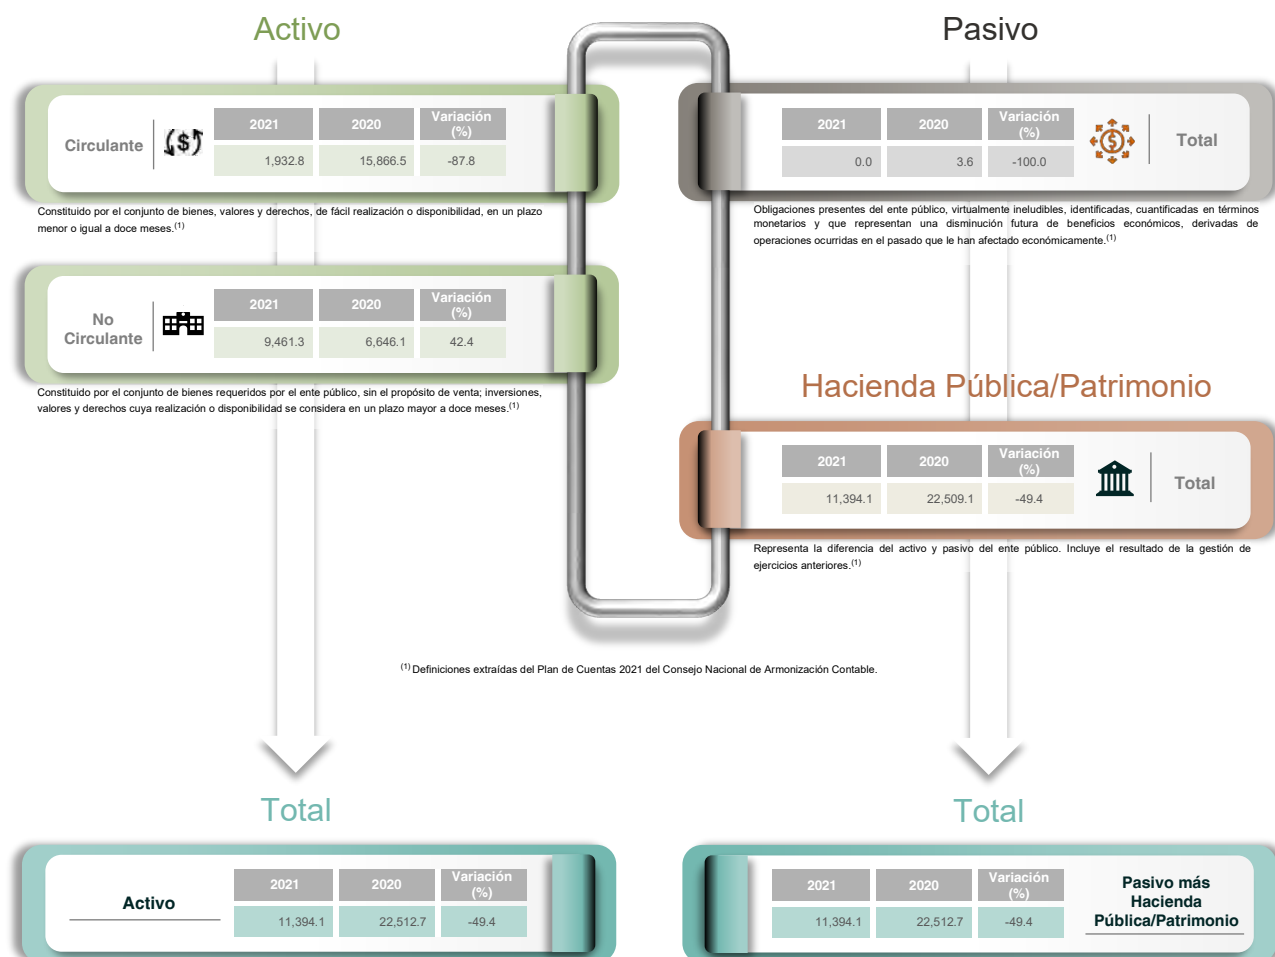 Activo
Circulante
2021 2020 Variación (%)
1,932.8 15,866.5 -87.8
Constituido por el conjunto de bienes, valores y derechos, de fácil realización o disponibilidad, en un plazo
menor o igual a doce meses.(1)
No
Circulante
2021 2020 Variación (%)
9,461.3 6,646.1 42.4
Constituido por el conjunto de bienes requeridos por el ente público, sin el propósito de venta; inversiones,
valores y derechos cuya realización o disponibilidad se considera en un plazo mayor a doce meses.(1)
Pasivo
2021 2020 Variación (%)
0.0 3.6 -100.0
Total
Obligaciones presentes del ente público, virtualmente ineludibles, identificadas, cuantificadas en términos
monetarios y que representan una disminución futura de beneficios económicos, derivadas de
operaciones ocurridas en el pasado que le han afectado económicamente.(1)
Hacienda Pública/Patrimonio
2021 2020 Variación (%)
11,394.1 22,509.1 -49.4
Total
Representa la diferencia del activo y pasivo del ente público. Incluye el resultado de la gestión de
ejercicios anteriores.(1)
(1) Definiciones extraídas del Plan de Cuentas 2021 del Consejo Nacional de Armonización Contable.
Total
Activo
2021 2020 Variación (%)
11,394.1 22,512.7 -49.4
Total
2021 2020 Variación (%)
11,394.1 22,512.7 -49.4
Pasivo más
Hacienda
Pública/Patrimonio